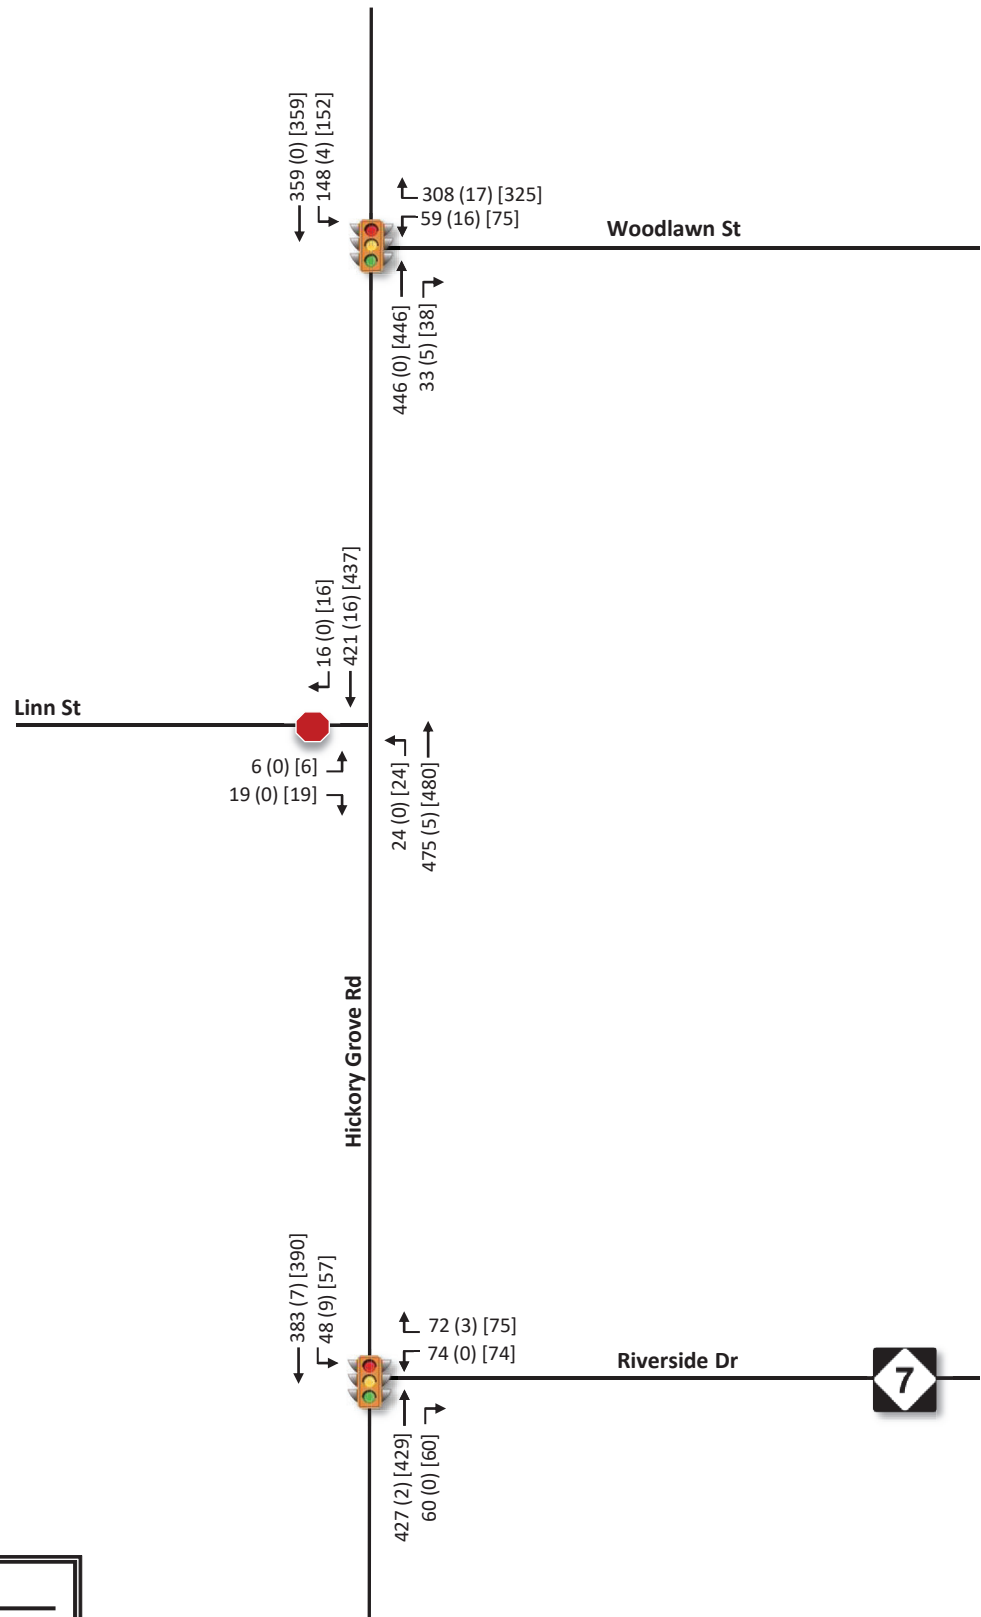 359 (0) [359]
148 (4) [152]
308 (17) [325]
59 (16) [75]
Woodlawn St
446 (0) [446]
33 (5) [38]
16 (0) [16]
421 (16) [437]
Linn St
6 (0) [6]
19 (0) [19]
24 (0) [24]
475 (5) [480]
Hickory Grove Rd
383 (7) [390]
48 (9) [57]
72 (3) [75]
74 (0) [74]
Riverside Dr
7
427 (2) [429]
60 (0) [60]